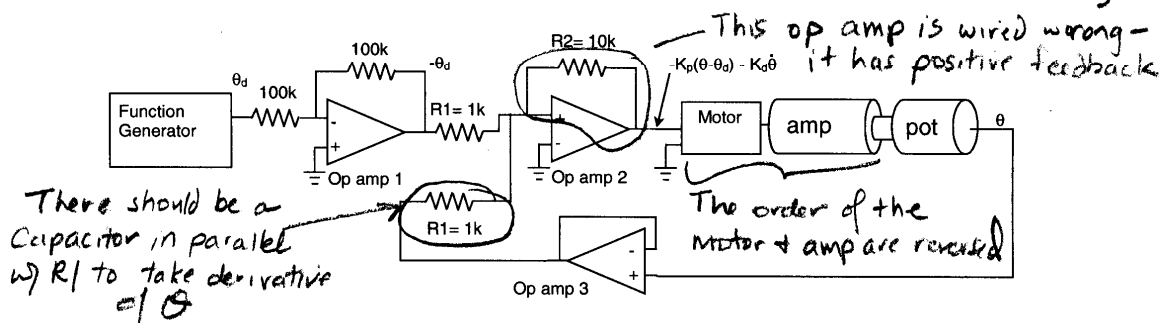 This op amp is wired wrong -
it has positive feedback
R2= 10k
100k
-θd
-Kp(θ-θd) - Kdθ̇
θd
100k
R1= 1k
Function
Generator
-
+
+
-
Motor
amp
pot
θ
Op amp 1
Op amp 2
There should be a
Capacitor in parallel
w/ R1 to take derivative
of θ
R1= 1k
The order of the
Motor & amp are reversed
-
+
Op amp 3